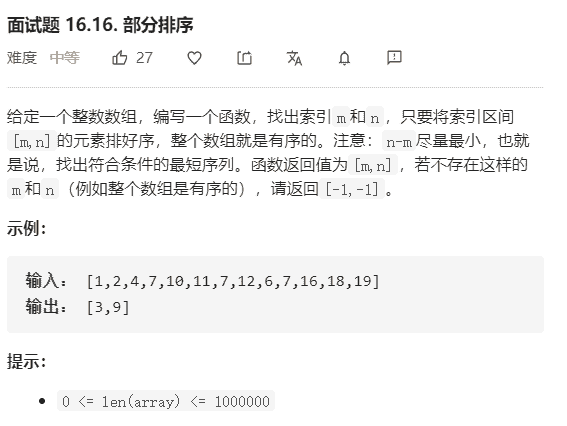 面试题 16.16. 部分排序
难度 中等 27
给定一个整数数组，编写一个函数，找出索引m和n，只要将索引区间
[m,n]的元素排好序，整个数组就是有序的。注意：n-m尽量最小，也就
是说，找出符合条件的最短序列。函数返回值为[m,n]，若不存在这样的
m和n（例如整个数组是有序的），请返回[-1,-1]。
示例：
输入： [1,2,4,7,10,11,7,12,6,7,16,18,19]
输出： [3,9]
提示：
• 0 <= len(array) <= 1000000